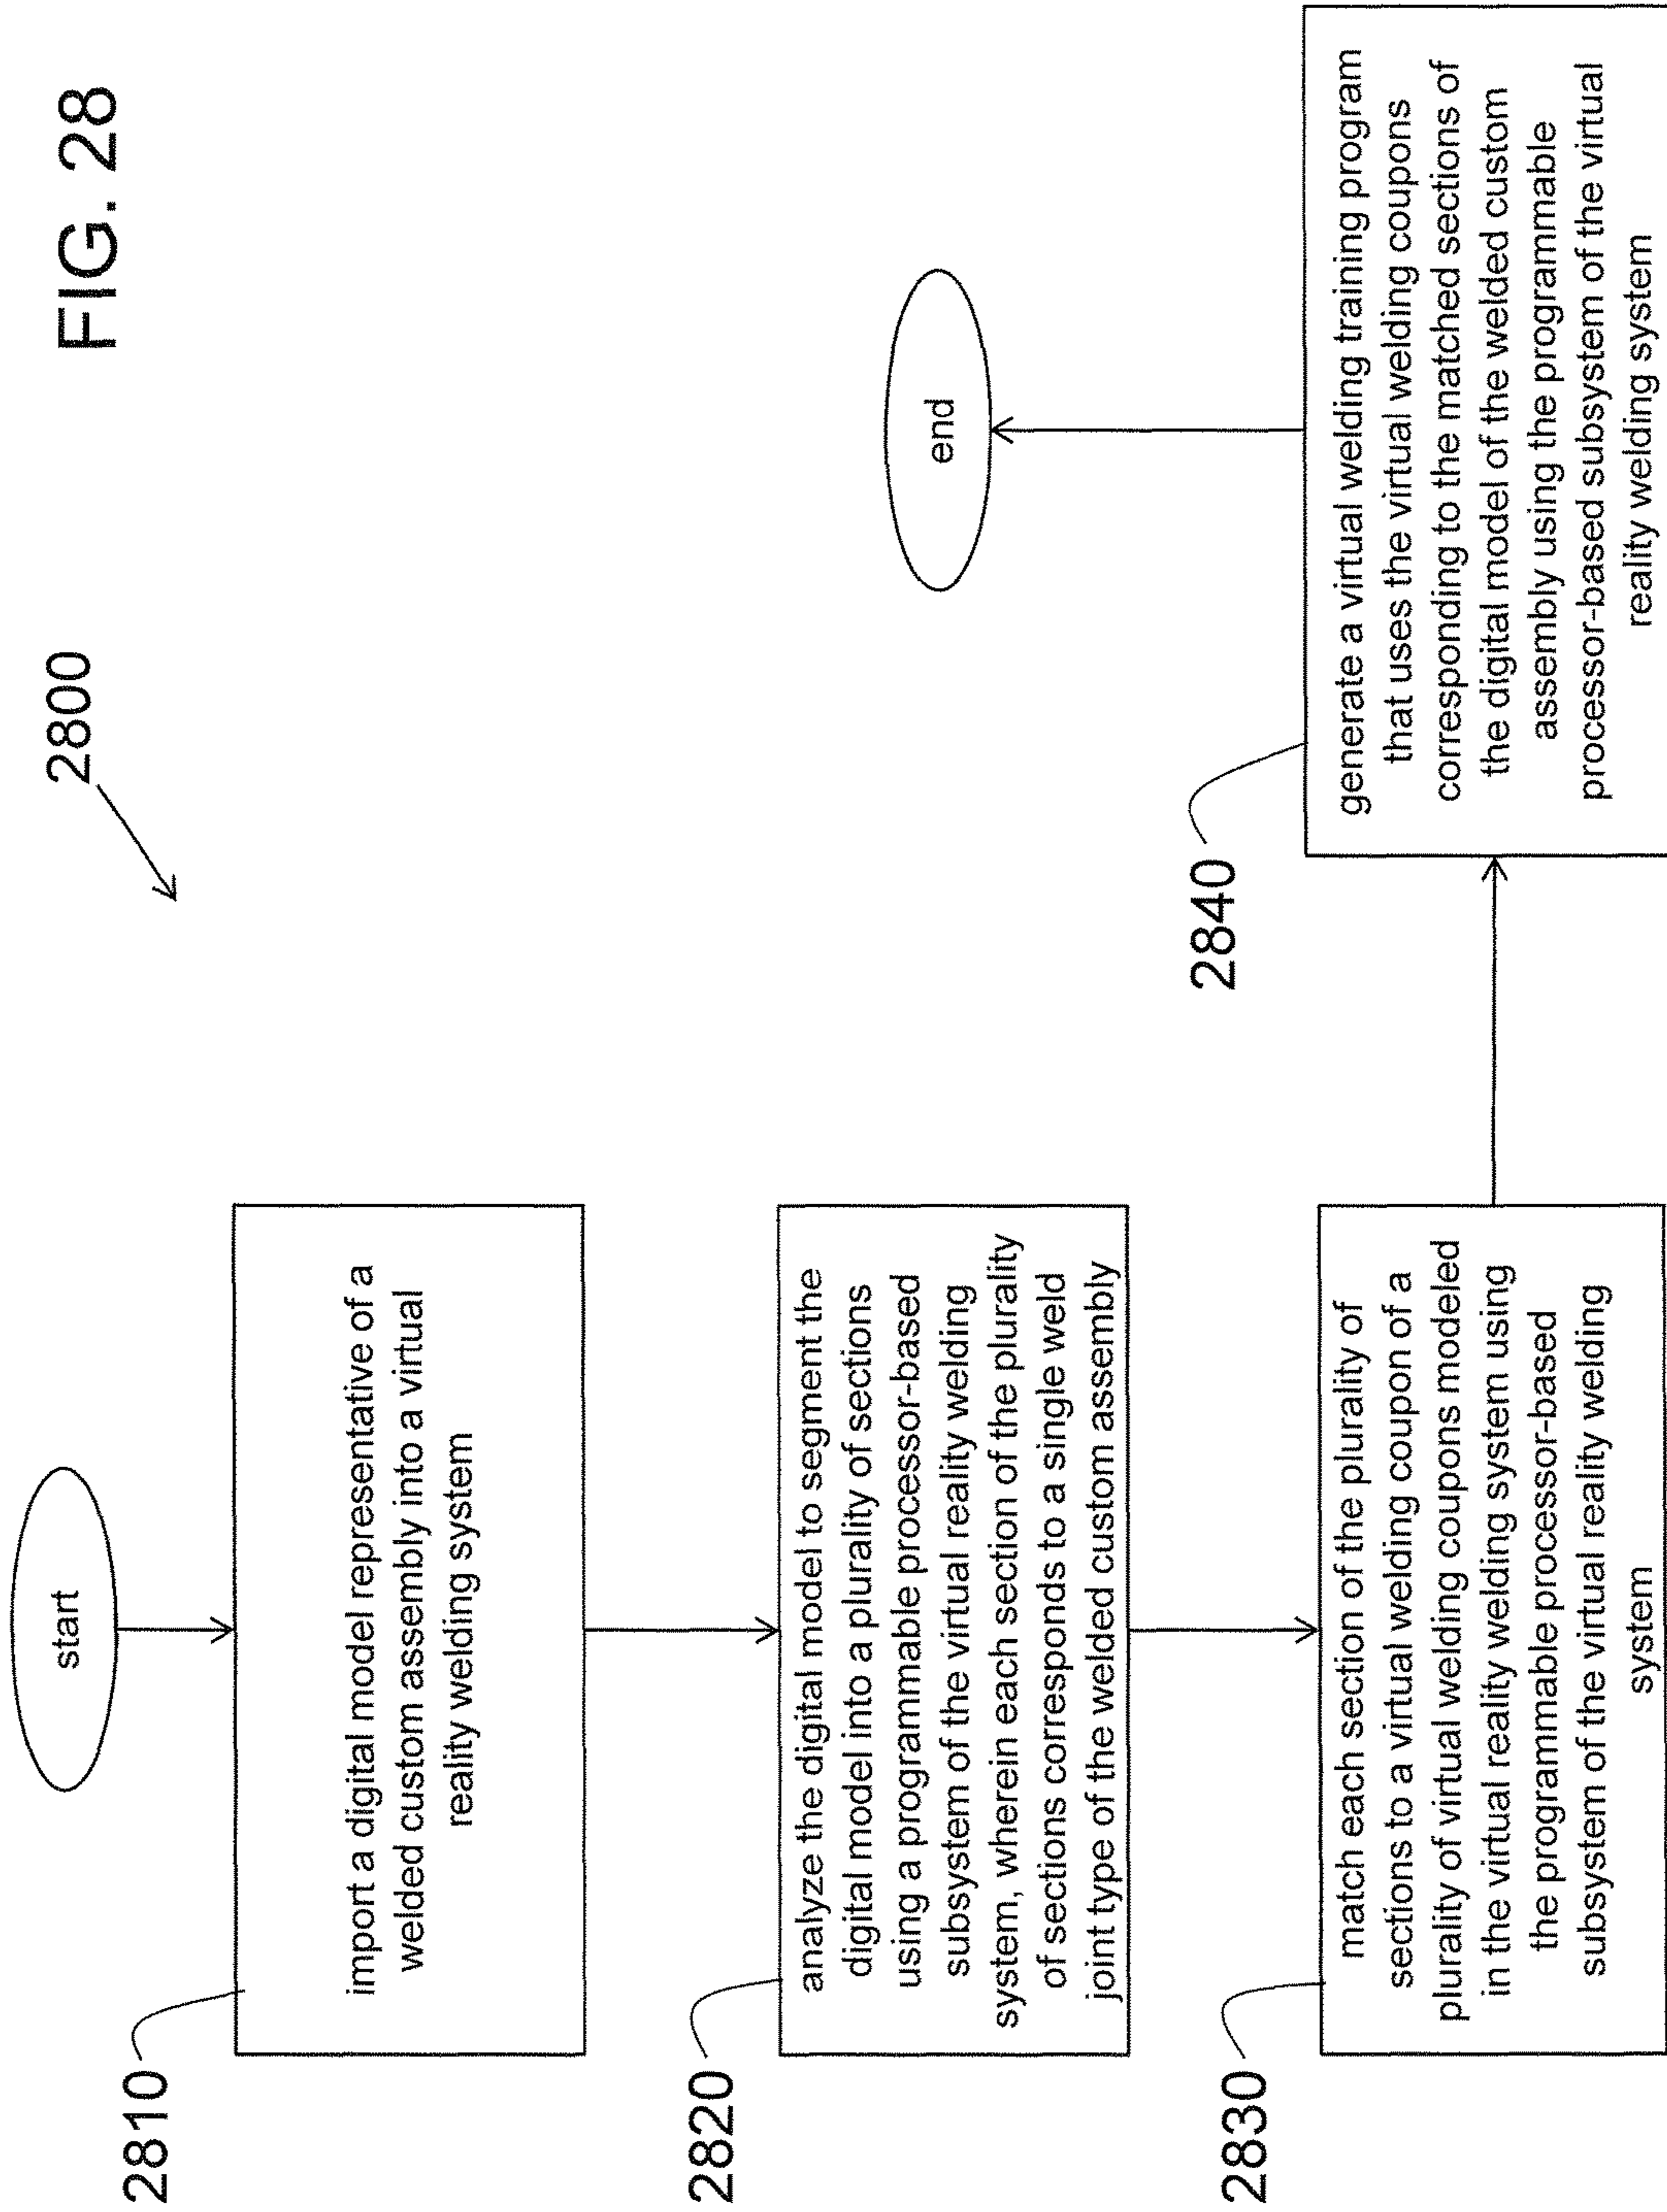 FIG. 28
2800
start
2810
import a digital model representative of a
welded custom assembly into a virtual
reality welding system
2820
analyze the digital model to segment the
digital model into a plurality of sections
using a programmable processor-based
subsystem of the virtual reality welding
system, wherein each section of the plurality
of sections corresponds to a single weld
joint type of the welded custom assembly
2830
match each section of the plurality of
sections to a virtual welding coupon of a
plurality of virtual welding coupons modeled
in the virtual reality welding system using
the programmable processor-based
subsystem of the virtual reality welding
system
2840
generate a virtual welding training program
that uses the virtual welding coupons
corresponding to the matched sections of
the digital model of the welded custom
assembly using the programmable
processor-based subsystem of the virtual
reality welding system
end